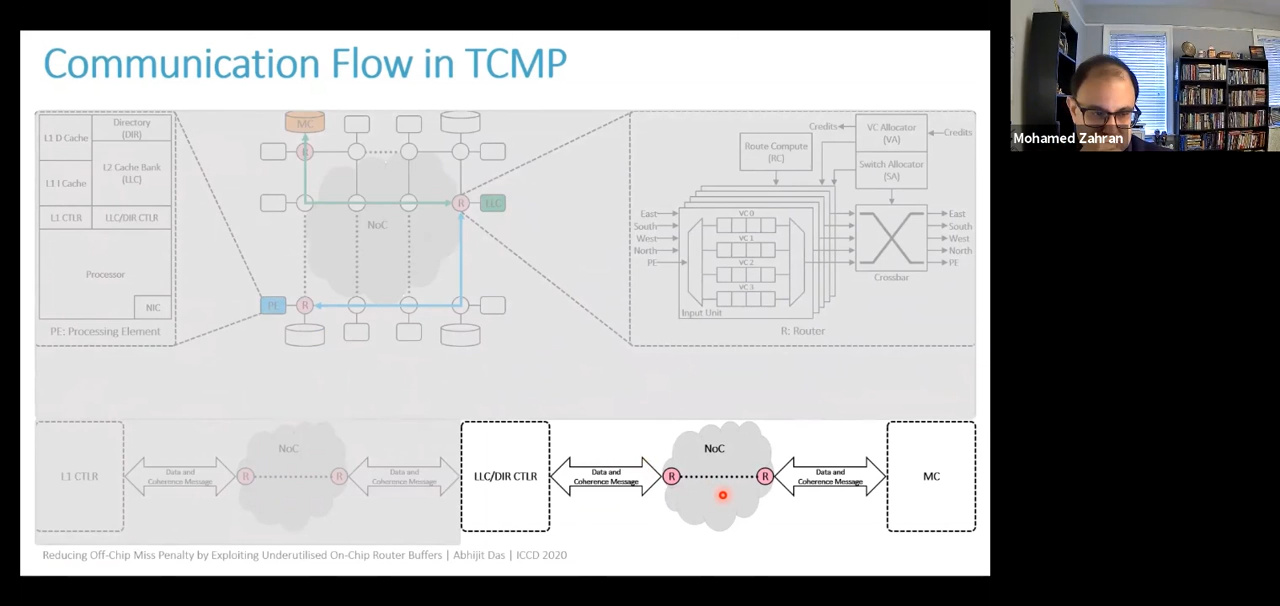 Communication Flow in TCMP
L1 D Cache
Directory
(DIR)
L1 I Cache
L2 Cache Bank
(LLC)
L1 CTLR
LLC/DIR CTLR
Processor
NIC
PE: Processing Element
MC
R
R
LLC
NoC
PE
R
Credits
VC Allocator
(VA)
Credits
Route Compute
(RC)
Switch Allocator
(SA)
East
South
West
North
PE
VC 0
VC 1
VC 2
VC 3
Input Unit
East
South
West
North
PE
Crossbar
R: Router
L1 CTLR
Data and
Coherence Message
NoC
R
R
Data and
Coherence Message
LLC/DIR CTLR
Data and
Coherence Message
NoC
R
R
Data and
Coherence Message
MC
Reducing Off-Chip Miss Penalty by Exploiting Underutilised On-Chip Router Buffers | Abhijit Das | ICCD 2020
Mohamed Zahran